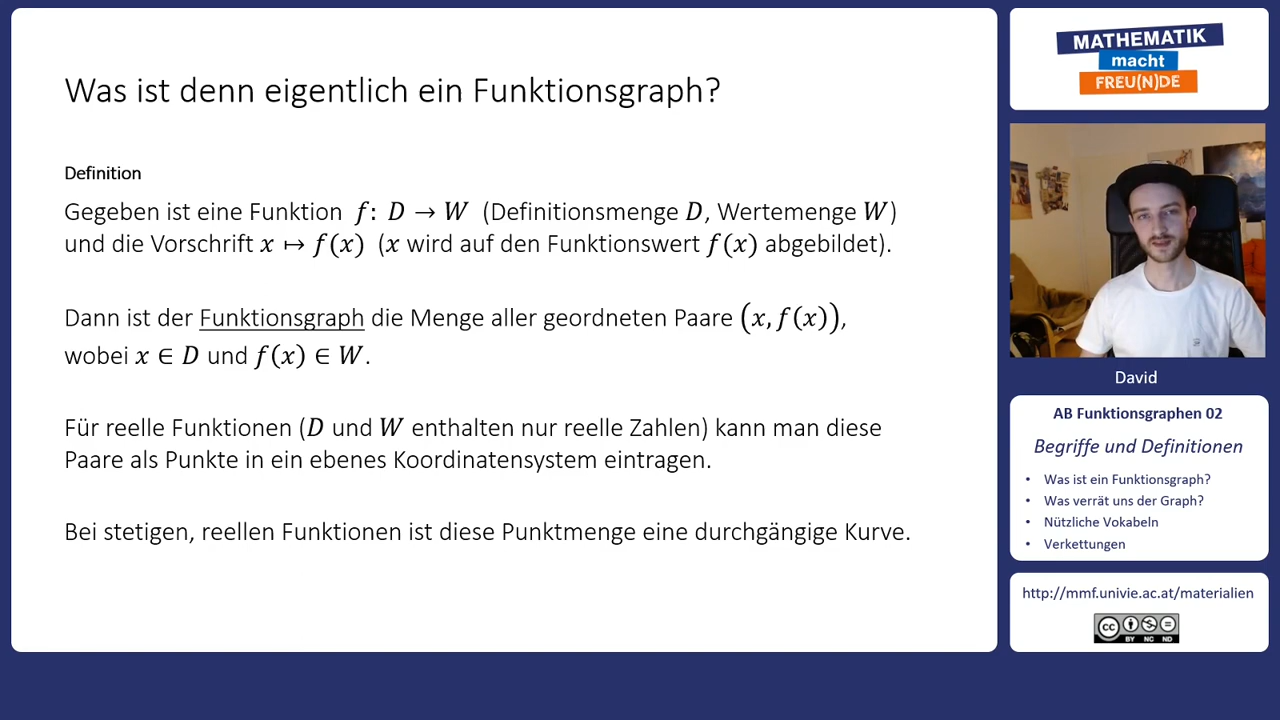 Was ist denn eigentlich ein Funktionsgraph?
Definition
Gegeben ist eine Funktion f: D → W (Definitionsmenge D, Wertemenge W)
und die Vorschrift x ↦ f(x) (x wird auf den Funktionswert f(x) abgebildet).
Dann ist der Funktionsgraph die Menge aller geordneten Paare (x, f(x)),
wobei x ∈ D und f(x) ∈ W.
Für reelle Funktionen (D und W enthalten nur reelle Zahlen) kann man diese
Paare als Punkte in ein ebenes Koordinatensystem eintragen.
Bei stetigen, reellen Funktionen ist diese Punktmenge eine durchgängige Kurve.
MATHEMATIK
macht
FREU(N)DE
David
AB Funktionsgraphen 02
Begriffe und Definitionen
• Was ist ein Funktionsgraph?
• Was verrät uns der Graph?
• Nützliche Vokabeln
• Verkettungen
http://mmf.univie.ac.at/materialien
cc
BY NC ND